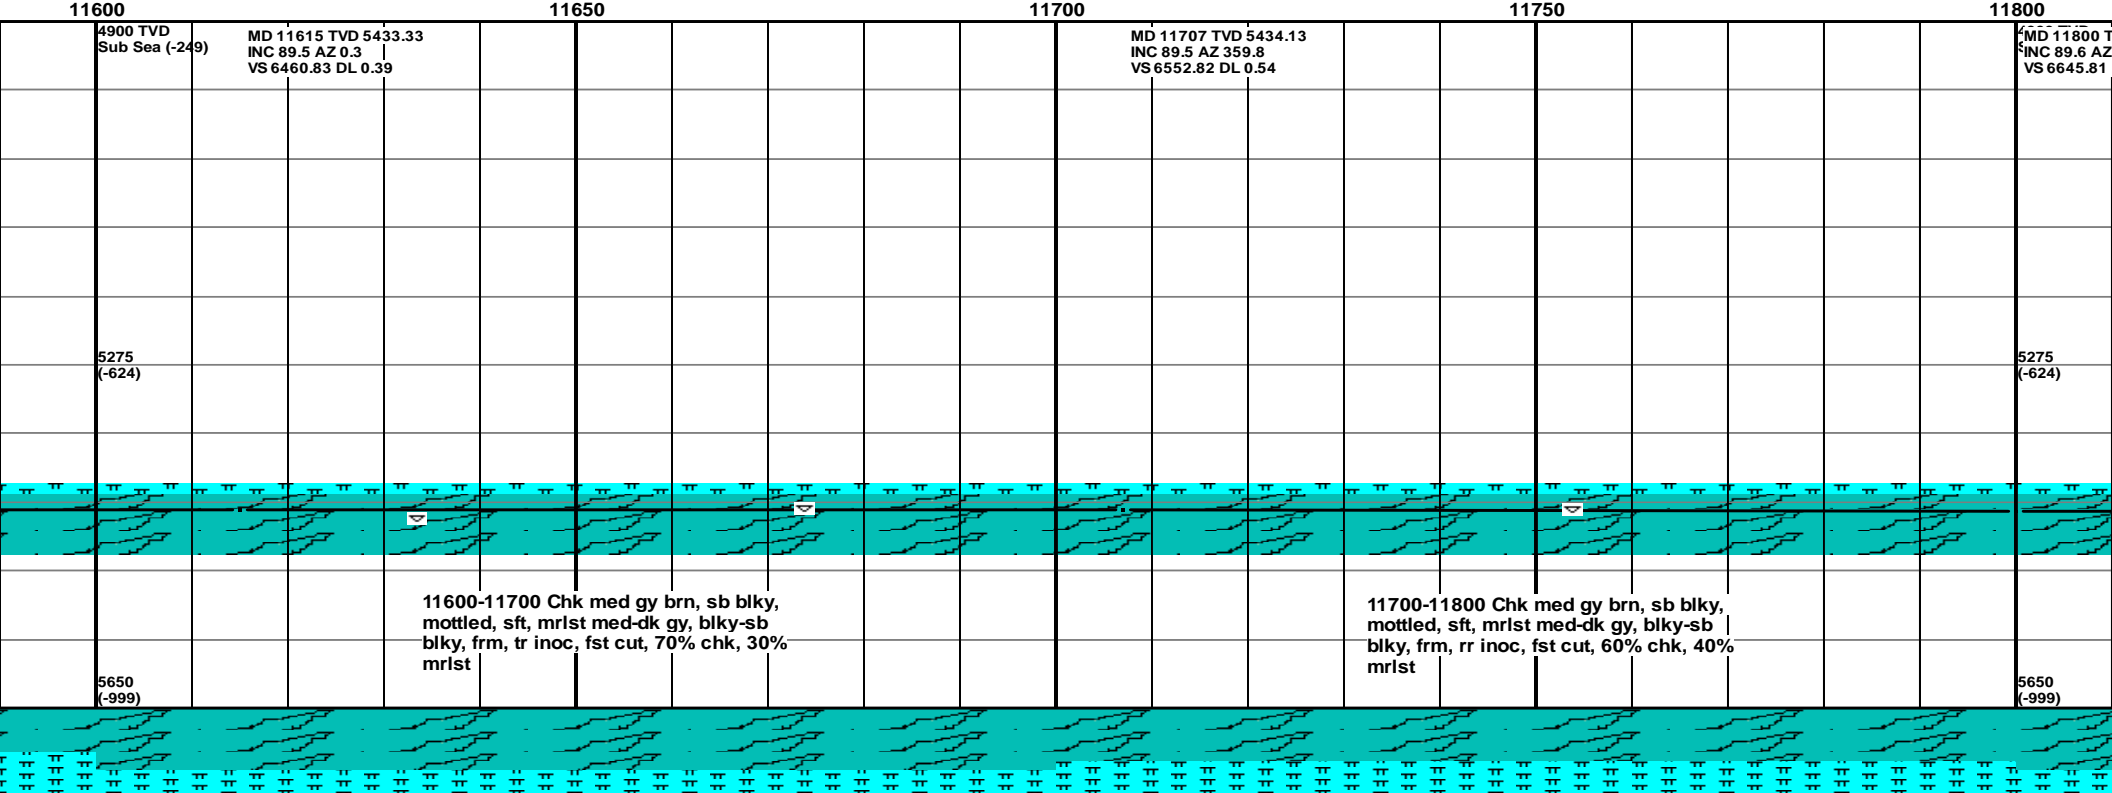 11600
11650
11700
11750
11800
4900 TVD
Sub Sea (-249)
MD 11615 TVD 5433.33
INC 89.5 AZ 0.3
VS 6460.83 DL 0.39
MD 11707 TVD 5434.13
INC 89.5 AZ 359.8
VS 6552.82 DL 0.54
MD 11800 T
INC 89.6 AZ
VS 6645.81
5275
(-624)
5275
(-624)
11600-11700 Chk med gy brn, sb blky,
mottled, sft, mrlst med-dk gy, blky-sb
blky, frm, tr inoc, fst cut, 70% chk, 30%
mrlst
11700-11800 Chk med gy brn, sb blky,
mottled, sft, mrlst med-dk gy, blky-sb
blky, frm, rr inoc, fst cut, 60% chk, 40%
mrlst
5650
(-999)
5650
(-999)